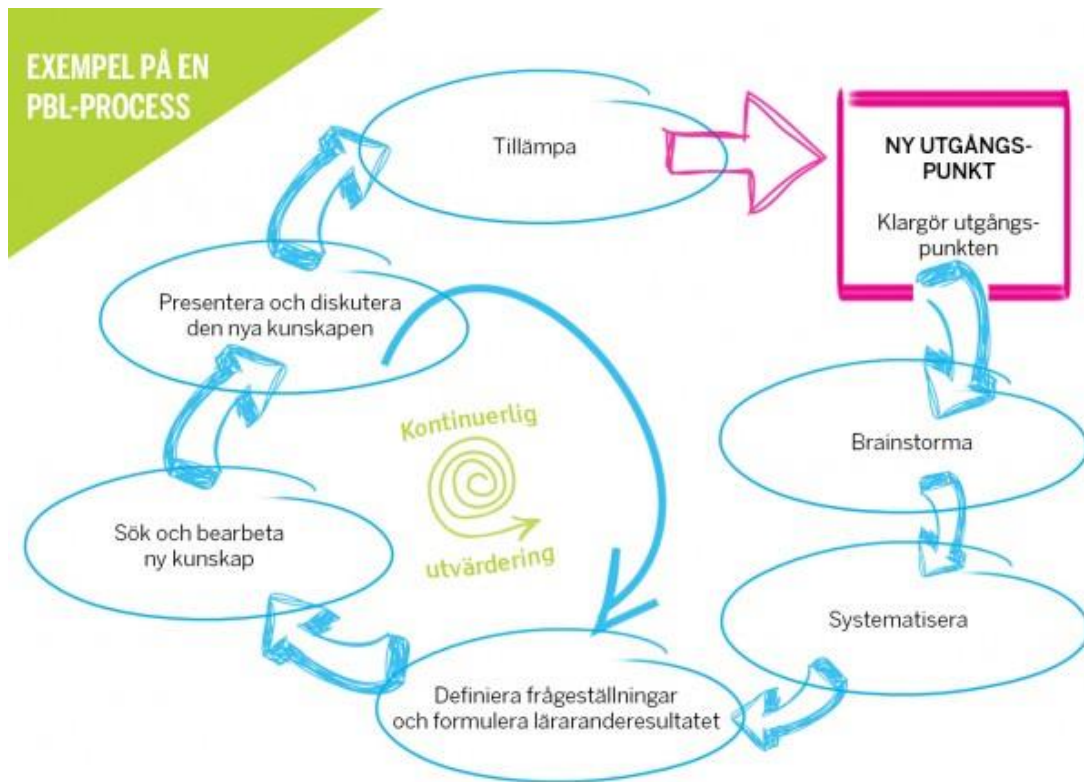 EXEMPEL PÅ EN
PBL-PROCESS
Tillämpa
NY UTGÅNGS-
PUNKT
Klargör utgångs-
punkten
Presentera och diskutera
den nya kunskapen
Brainstorma
Kontinuerlig
utvärdering
Sök och bearbeta
ny kunskap
Systematisera
Definiera frågeställningar
och formulera läraranderesultatet